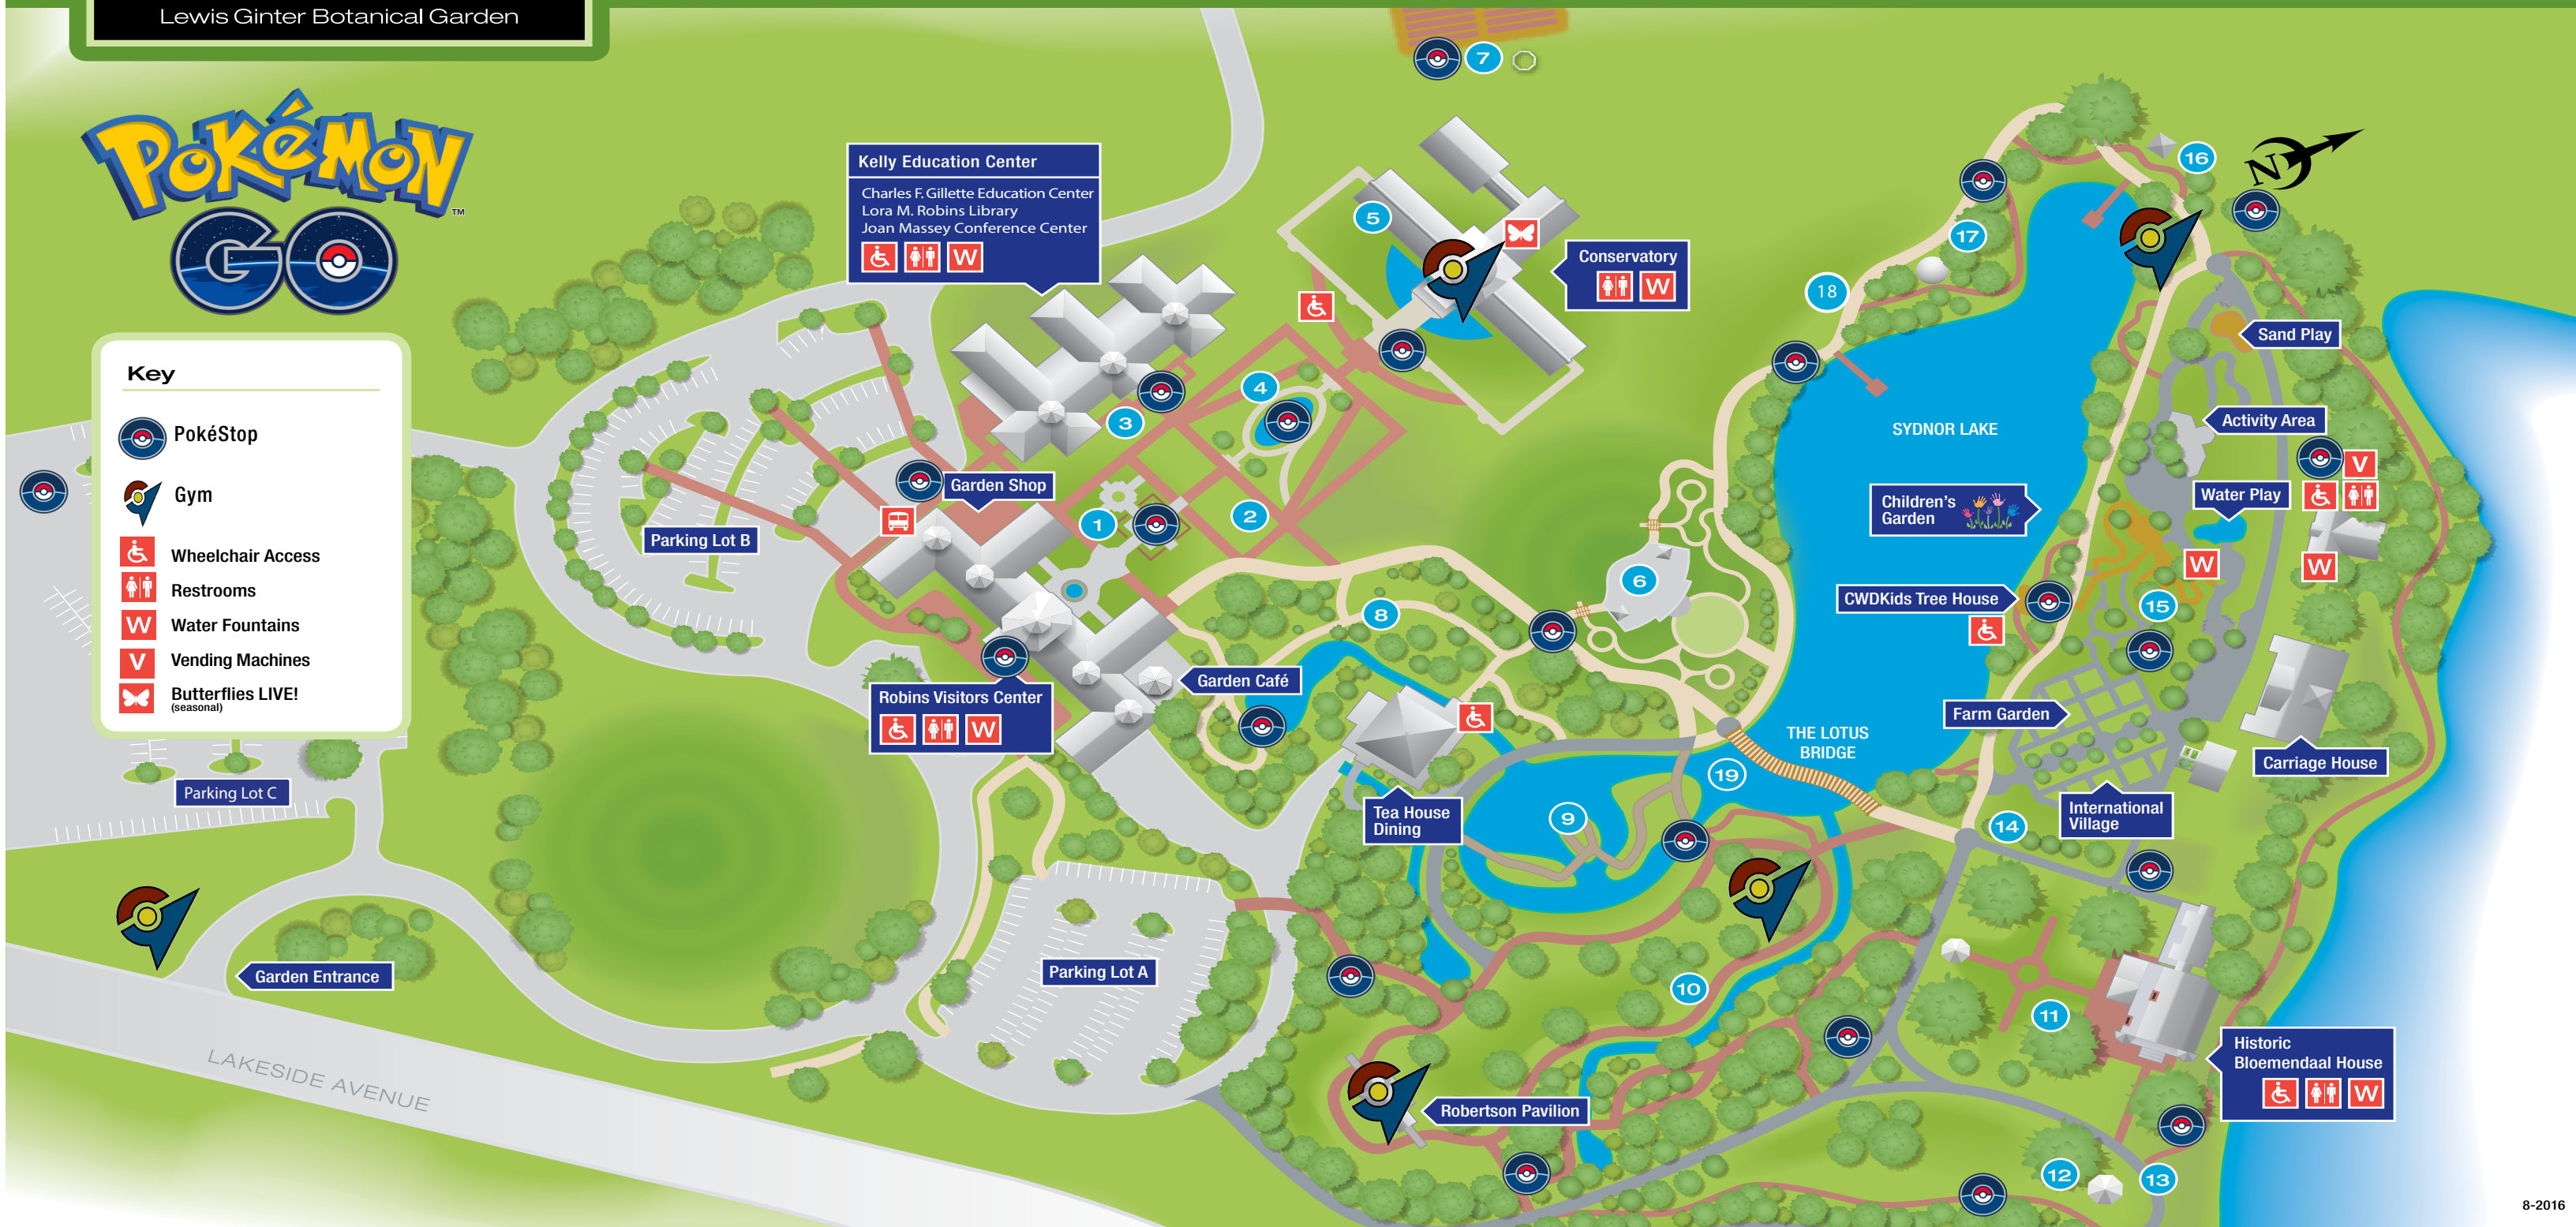 Lewis Ginter Botanical Garden
POKéMON
TM
GO
Key
PokéStop
Gym
Wheelchair Access
Restrooms
W
Water Fountains
V
Vending Machines
Butterflies LIVE!
(seasonal)
Parking Lot C
Garden Entrance
LAKESIDE AVENUE
Kelly Education Center
Charles F. Gillette Education Center
Lora M. Robins Library
Joan Massey Conference Center
W
Parking Lot B
Garden Shop
Robins Visitors Center
W
Garden Café
Parking Lot A
Conservatory
W
Tea House
Dining
Robertson Pavilion
SYDNOR LAKE
THE LOTUS
BRIDGE
Children's
Garden
CWDKids Tree House
Farm Garden
International
Village
Carriage House
Sand Play
Activity Area
V
Water Play
W
W
Historic
Bloemendaal House
W
N
1
2
3
4
5
6
7
8
9
10
11
12
13
14
15
16
17
18
19
8-2016